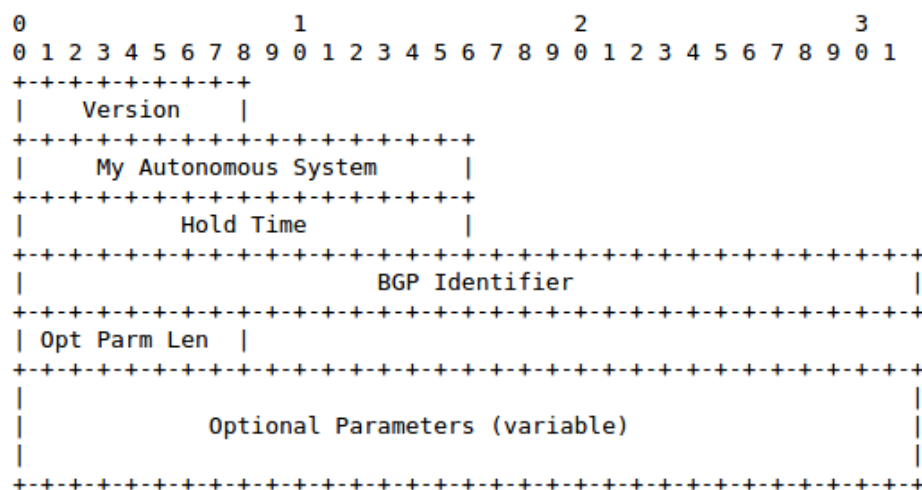 0                   1                   2                   3
0 1 2 3 4 5 6 7 8 9 0 1 2 3 4 5 6 7 8 9 0 1 2 3 4 5 6 7 8 9 0 1
+-+-+-+-+-+-+-+-+
|    Version    |
+-+-+-+-+-+-+-+-+-+-+-+-+-+-+-+-+
|     My Autonomous System      |
+-+-+-+-+-+-+-+-+-+-+-+-+-+-+-+-+
|           Hold Time           |
+-+-+-+-+-+-+-+-+-+-+-+-+-+-+-+-+-+-+-+-+-+-+-+-+-+-+-+-+-+-+-+-+
|                         BGP Identifier                        |
+-+-+-+-+-+-+-+-+-+-+-+-+-+-+-+-+-+-+-+-+-+-+-+-+-+-+-+-+-+-+-+-+
| Opt Parm Len  |
+-+-+-+-+-+-+-+-+-+-+-+-+-+-+-+-+-+-+-+-+-+-+-+-+-+-+-+-+-+-+-+-+
|                                                               |
|             Optional Parameters (variable)                    |
|                                                               |
+-+-+-+-+-+-+-+-+-+-+-+-+-+-+-+-+-+-+-+-+-+-+-+-+-+-+-+-+-+-+-+-+